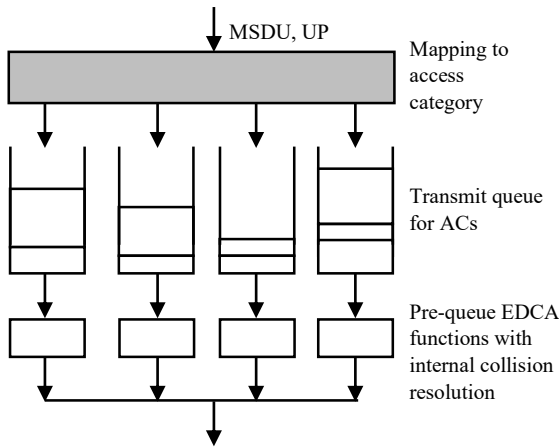 MSDU, UP
Mapping to
access
category
Transmit queue
for ACs
Pre-queue EDCA
functions with
internal collision
resolution